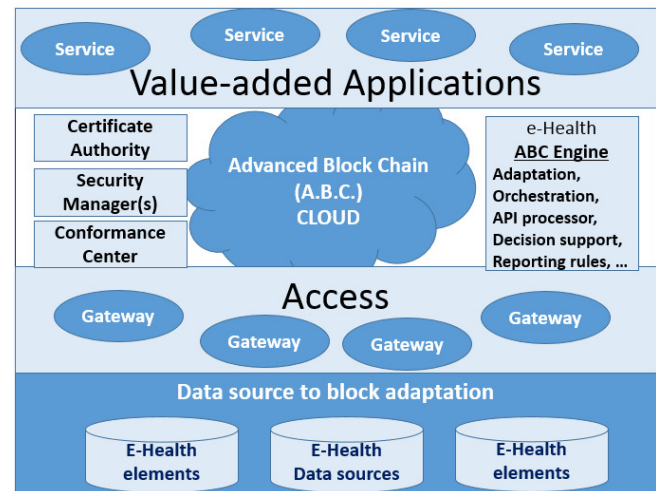 Service
Service
Service
Service
Value-added Applications
Certificate
Authority
Security
Manager(s)
Conformance
Center
Advanced Block Chain
(A.B.C.)
CLOUD
e-Health
ABC Engine
Adaptation,
Orchestration,
API processor,
Decision support,
Reporting rules, ...
Access
Gateway
Gateway
Gateway
Gateway
Data source to block adaptation
E-Health
elements
E-Health
Data sources
E-Health
elements